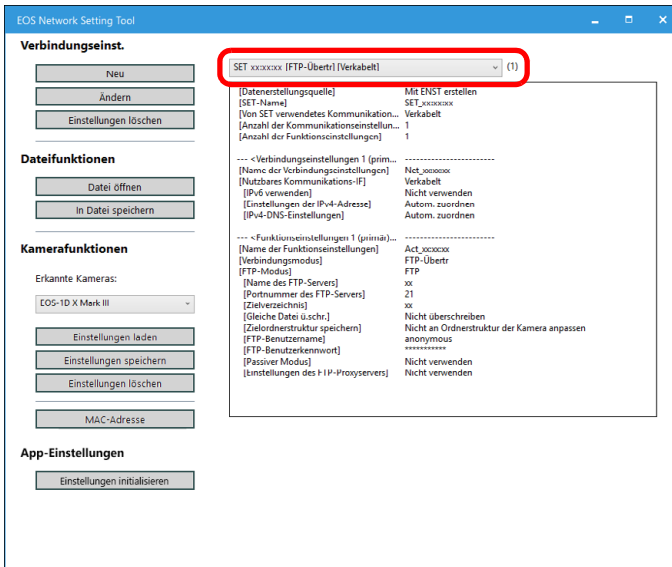 EOS Network Setting Tool
Verbindungseinst.
Neu
Ändern
Einstellungen löschen
Dateifunktionen
Datei öffnen
In Datei speichern
Kamerafunktionen
Erkannte Kameras:
EOS-1D X Mark III
Einstellungen laden
Einstellungen speichern
Einstellungen löschen
MAC-Adresse
App-Einstellungen
Einstellungen initialisieren
SET xx:xx:xx [FTP-Übertr] [Verkabelt] (1)
[Datenerstellungsquelle] Mit ENST erstellen
[SET-Name] SET_xx:xx:xx
[Von SET verwendetes Kommunikation... Verkabelt
[Anzahl der Kommunikationseinstellun... 1
[Anzahl der Funktionseinstellungen] 1
--- <Verbindungseinstellungen 1 (prim... ------------------------
[Name der Verbindungseinstellungen] Net_xx:xx:xx
[Nutzbares Kommunikations-IF] Verkabelt
[IPv6 verwenden] Nicht verwenden
[Einstellungen der IPv4-Adresse] Autom. zuordnen
[IPv4-DNS-Einstellungen] Autom. zuordnen
--- <Funktionseinstellungen 1 (primär)... ------------------------
[Name der Funktionseinstellungen] Act_xx:xx:xx
[Verbindungsmodus] FTP-Übertr
[FTP-Modus] FTP
[Name des FTP-Servers] xx
[Portnummer des FTP-Servers] 21
[Zielverzeichnis] xx
[Gleiche Datei ü.schr.] Nicht überschreiben
[Zielordnerstruktur speichern] Nicht an Ordnerstruktur der Kamera anpassen
[FTP-Benutzername] anonymous
[FTP-Benutzerkennwort] ***********
[Passiver Modus] Nicht verwenden
[Einstellungen des FTP-Proxyservers] Nicht verwenden